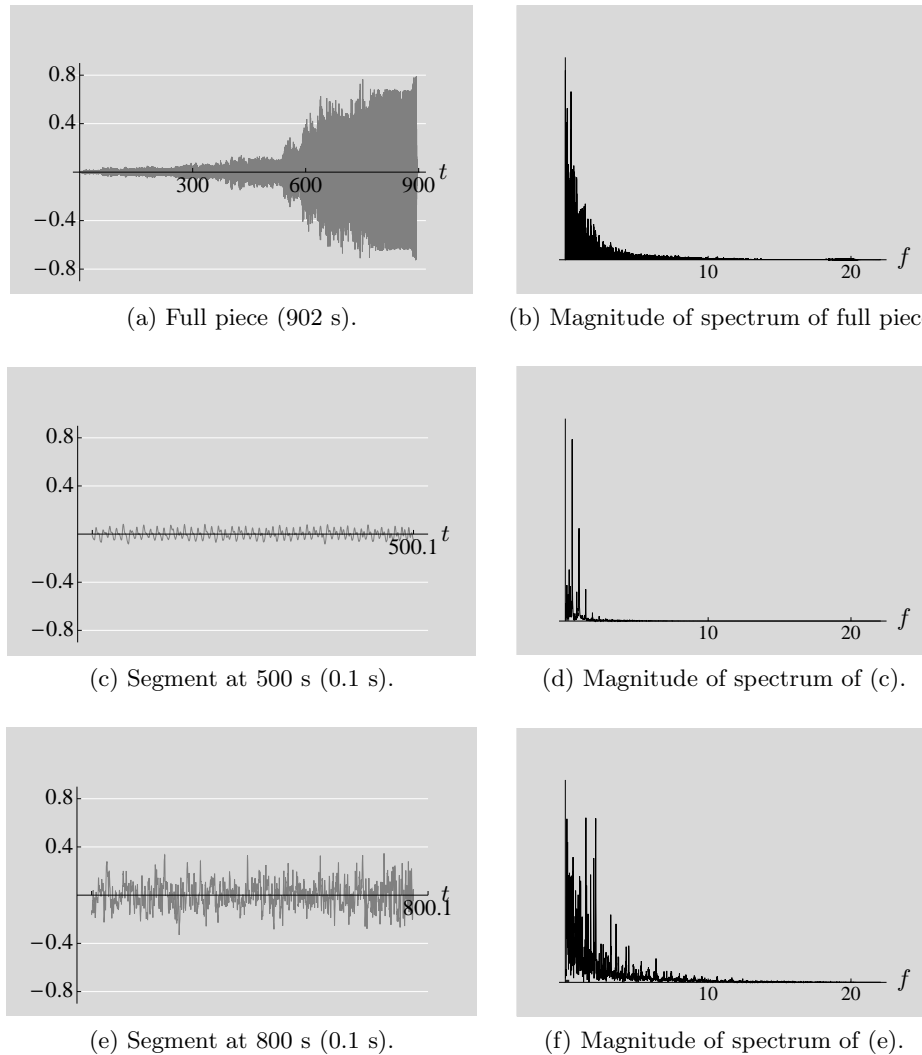 0.8
0.4
−0.4
−0.8
300
600
900
t
10
20
f
(a) Full piece (902 s).
(b) Magnitude of spectrum of full piec
0.8
0.4
−0.4
−0.8
500.1
t
10
20
f
(c) Segment at 500 s (0.1 s).
(d) Magnitude of spectrum of (c).
0.8
0.4
−0.4
−0.8
800.1
t
10
20
f
(e) Segment at 800 s (0.1 s).
(f) Magnitude of spectrum of (e).